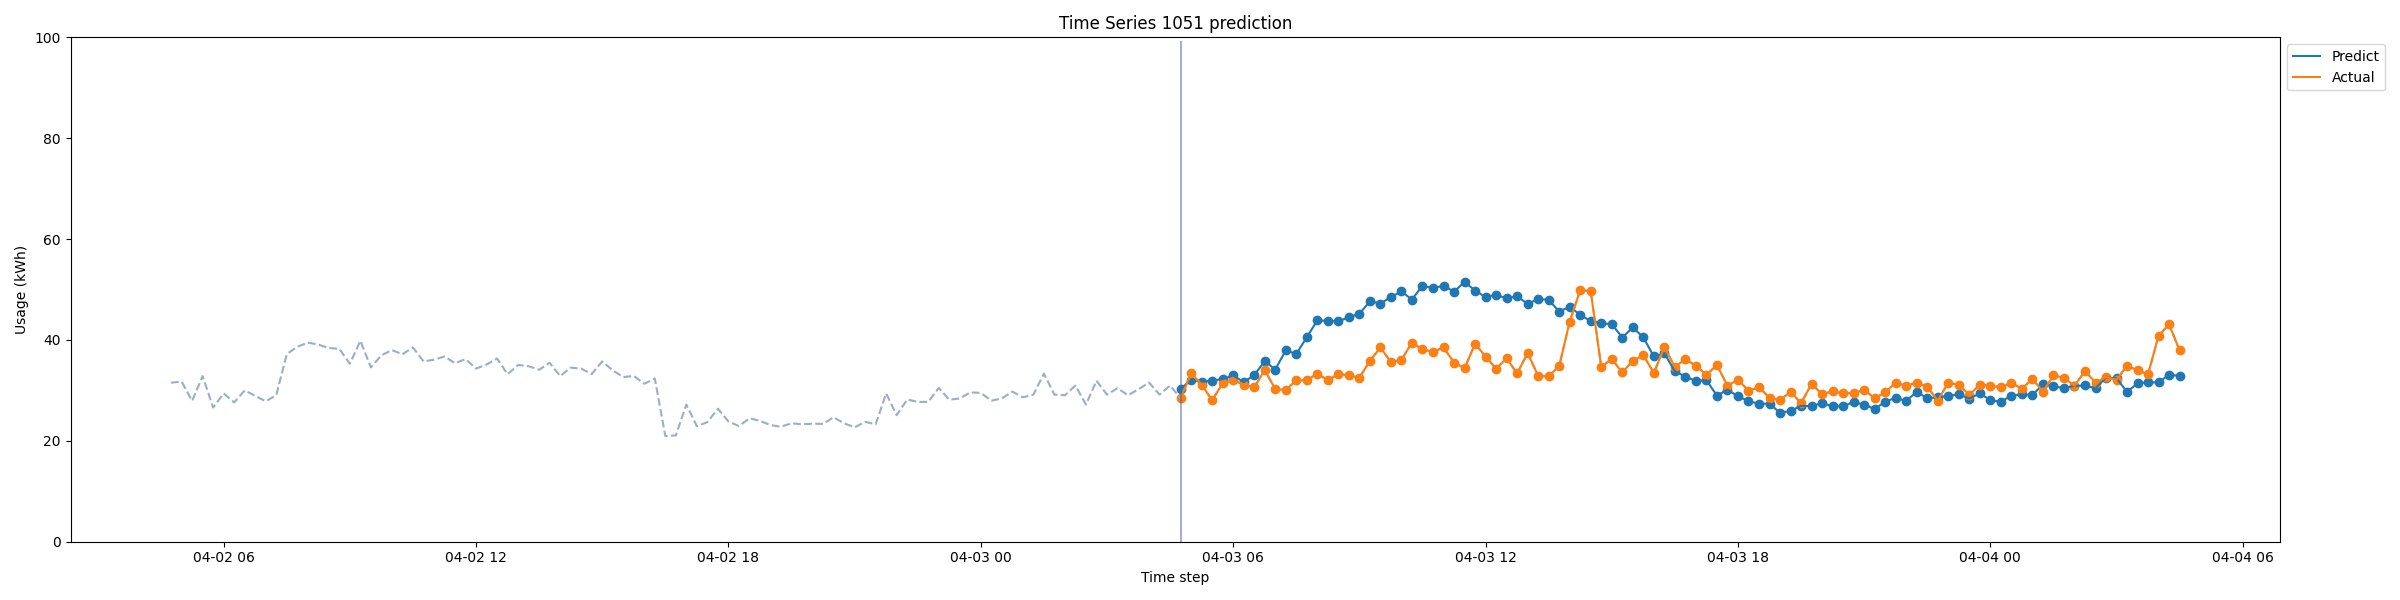 Time Series 1051 prediction
100
80
60
40
20
0
Usage (kWh)
Predict
Actual
04-02 06 04-02 12 04-02 18 04-03 00 04-03 06 04-03 12 04-03 18 04-04 00 04-04 06
Time step